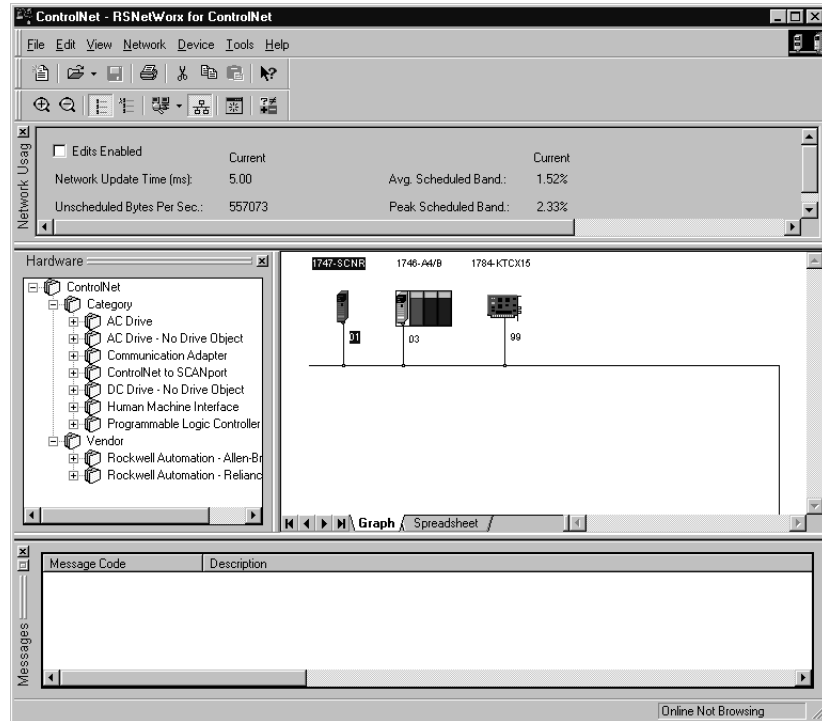 ControlNet - RSNetWorx for ControlNet
File Edit View Network Device Tools Help
Network Usag
Edits Enabled
Current
Current
Network Update Time (ms):
5.00
Avg. Scheduled Band.:
1.52%
Unscheduled Bytes Per Sec.:
557073
Peak Scheduled Band.:
2.33%
Hardware
ControlNet
Category
AC Drive
AC Drive - No Drive Object
Communication Adapter
ControlNet to SCANport
DC Drive - No Drive Object
Human Machine Interface
Programmable Logic Controller
Vendor
Rockwell Automation - Allen-Br
Rockwell Automation - Relianc
1747-SCNR
1746-A4/B
1784-KTCX15
01
03
99
Graph
Spreadsheet
Messages
Message Code
Description
Online Not Browsing